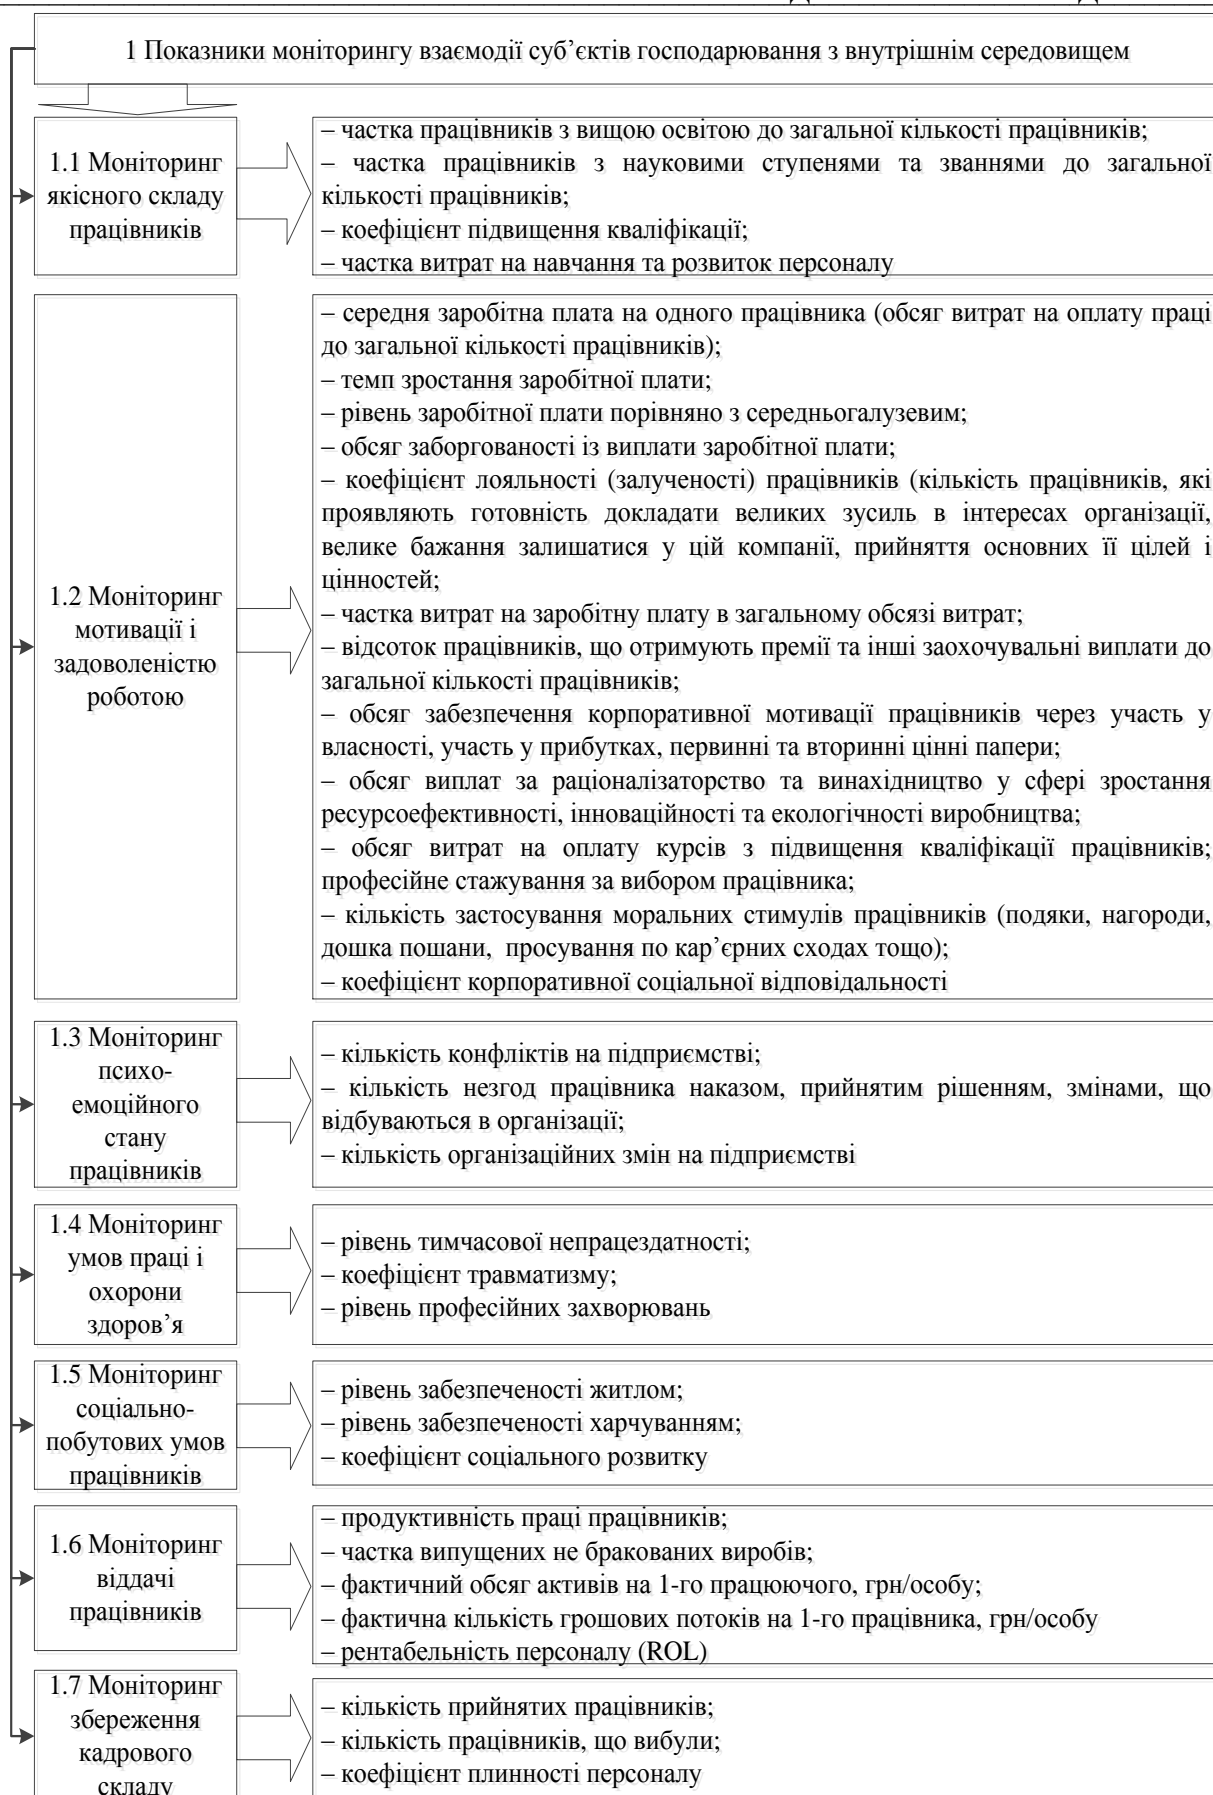 1 Показники моніторингу взаємодії суб’єктів господарювання з внутрішнім середовищем
1.1 Моніторинг
якісного складу
працівників
– частка працівників з вищою освітою до загальної кількості працівників;
– частка працівників з науковими ступенями та званнями до загальної
кількості працівників;
– коефіцієнт підвищення кваліфікації;
– частка витрат на навчання та розвиток персоналу
1.2 Моніторинг
мотивації і
задоволеністю
роботою
– середня заробітна плата на одного працівника (обсяг витрат на оплату праці
до загальної кількості працівників);
– темп зростання заробітної плати;
– рівень заробітної плати порівняно з середньогалузевим;
– обсяг заборгованості із виплати заробітної плати;
– коефіцієнт лояльності (залученості) працівників (кількість працівників, які
проявляють готовність докладати великих зусиль в інтересах організації,
велике бажання залишатися у цій компанії, прийняття основних її цілей і
цінностей;
– частка витрат на заробітну плату в загальному обсязі витрат;
– відсоток працівників, що отримують премії та інші заохочувальні виплати до
загальної кількості працівників;
– обсяг забезпечення корпоративної мотивації працівників через участь у
власності, участь у прибутках, первинні та вторинні цінні папери;
– обсяг виплат за раціоналізаторство та винахідництво у сфері зростання
ресурсоефективності, інноваційності та екологічності виробництва;
– обсяг витрат на оплату курсів з підвищення кваліфікації працівників;
професійне стажування за вибором працівника;
– кількість застосування моральних стимулів працівників (подяки, нагороди,
дошка пошани, просування по кар’єрних сходах тощо);
– коефіцієнт корпоративної соціальної відповідальності
1.3 Моніторинг
психо-
емоційного
стану
працівників
– кількість конфліктів на підприємстві;
– кількість незгод працівника наказом, прийнятим рішенням, змінами, що
відбуваються в організації;
– кількість організаційних змін на підприємстві
1.4 Моніторинг
умов праці і
охорони
здоров’я
– рівень тимчасової непрацездатності;
– коефіцієнт травматизму;
– рівень професійних захворювань
1.5 Моніторинг
соціально-
побутових умов
працівників
– рівень забезпеченості житлом;
– рівень забезпеченості харчуванням;
– коефіцієнт соціального розвитку
1.6 Моніторинг
віддачі
працівників
– продуктивність праці працівників;
– частка випущених не бракованих виробів;
– фактичний обсяг активів на 1-го працюючого, грн/особу;
– фактична кількість грошових потоків на 1-го працівника, грн/особу
– рентабельність персоналу (ROL)
1.7 Моніторинг
збереження
кадрового
складу
– кількість прийнятих працівників;
– кількість працівників, що вибули;
– коефіцієнт плинності персоналу